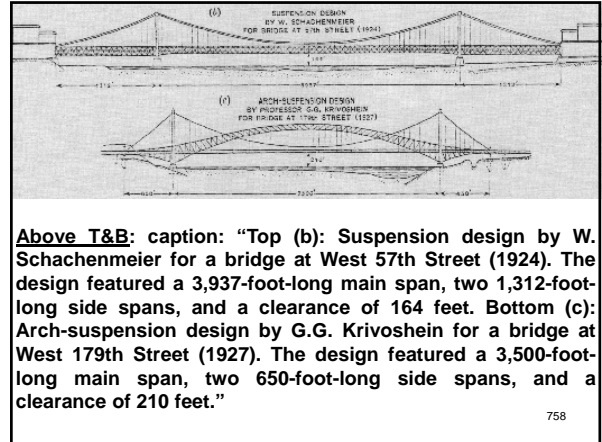 (b)
SUSPENSION DESIGN
BY W. SCHACHENMEIER
FOR BRIDGE AT 57TH STREET (1924)
(c)
ARCH-SUSPENSION DESIGN
BY PROFESSOR G.G. KRIVOSHEIN
FOR BRIDGE AT 179TH STREET (1927)
Above T&B: caption: “Top (b): Suspension design by W.
Schachenmeier for a bridge at West 57th Street (1924). The
design featured a 3,937-foot-long main span, two 1,312-foot-
long side spans, and a clearance of 164 feet. Bottom (c):
Arch-suspension design by G.G. Krivoshein for a bridge at
West 179th Street (1927). The design featured a 3,500-foot-
long main span, two 650-foot-long side spans, and a
clearance of 210 feet.”
758